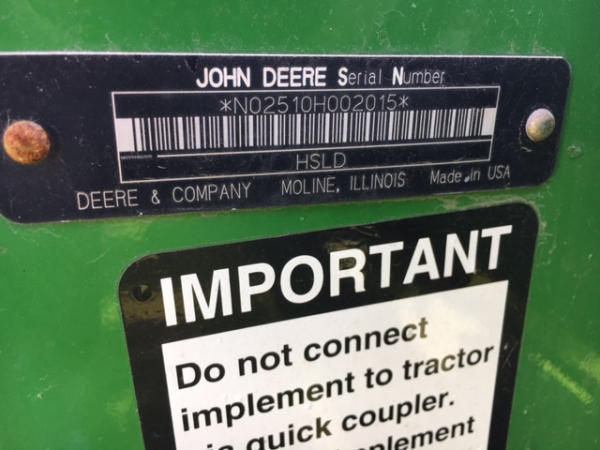 JOHN DEERE Serial Number
*N02510H002015*
HSLD
DEERE & COMPANY MOLINE, ILLINOIS Made in USA
IMPORTANT
Do not connect
implement to tractor
quick coupler.